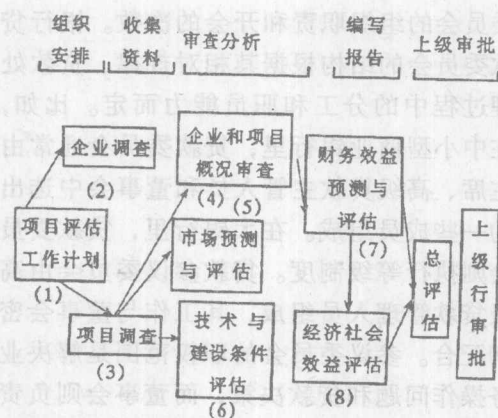 组织
安排
收集
资料
审查分析
编写
报告
上级审批
企业调查
(2)
项目评估
工作计划
(1)
项目调查
(3)
企业和项目
概况审查
(4)
(5)
市场预测
与评估
技术与
建设条件
评估
(6)
财务效益
预测与
评估
(7)
经济社会
效益评估
(8)
总
评
估
上
级
行
审
批